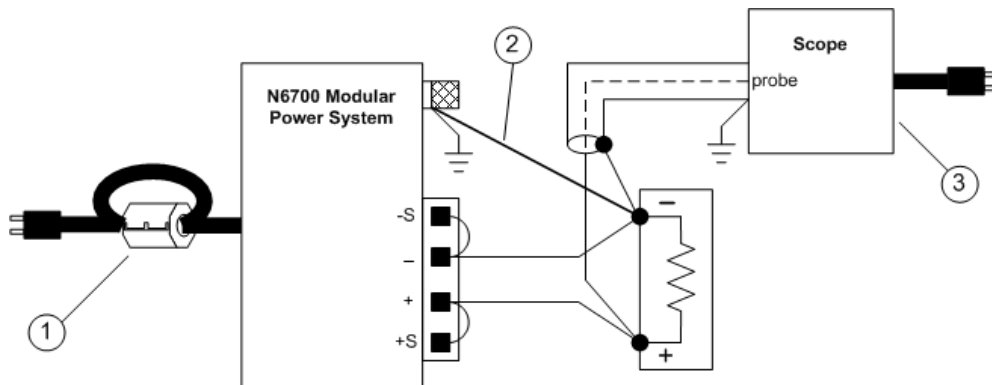 2
Scope
probe
3
N6700 Modular
Power System
1
-S
–
+
+S
–
+